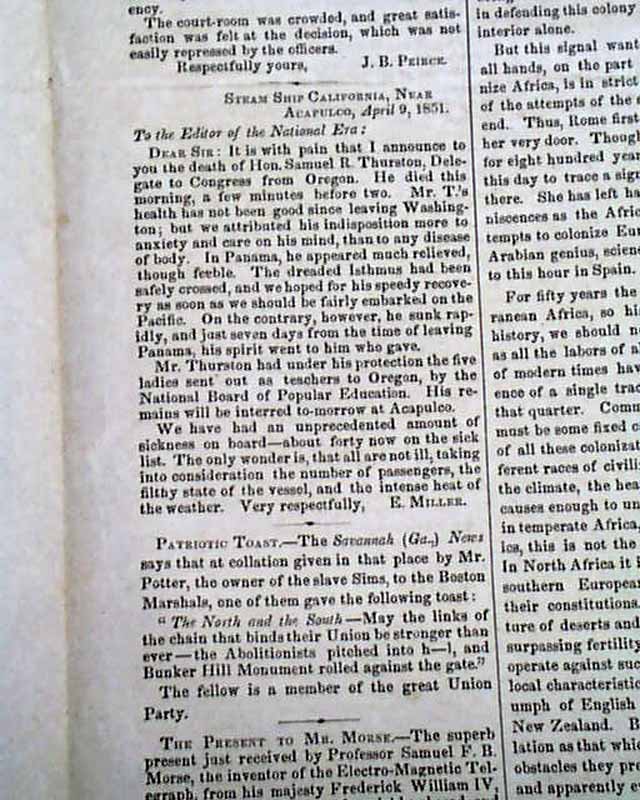 ency.
The court-room was crowded, and great satis-
faction was felt at the decision, which was not
easily repressed by the officers.
Respectfully yours, J. B. PEIRCE.
STEAM SHIP CALIFORNIA, NEAR
ACAPULCO, April 9, 1851.
To the Editor of the National Era:
DEAR SIR: It is with pain that I announce to
you the death of Hon. Samuel R. Thurston, Dele-
gate to Congress from Oregon. He died this
morning, a few minutes before two. Mr. T.'s
health has not been good since leaving Washing-
ton; but we attributed his indisposition more to
anxiety and care on his mind, than to any disease
of body. In Panama, he appeared much relieved,
though feeble. The dreaded Isthmus had been
safely crossed, and we hoped for his speedy recove-
ry as soon as we should be fairly embarked on the
Pacific. On the contrary, however, he sunk rap-
idly, and just seven days from the time of leaving
Panama, his spirit went to him who gave.
Mr. Thurston had under his protection the five
ladies sent out as teachers to Oregon, by the
National Board of Popular Education. His re-
mains will be interred to-morrow at Acapulco.
We have had an unprecedented amount of
sickness on board—about forty now on the sick
list. The only wonder is, that all are not ill, taking
into consideration the number of passengers, the
filthy state of the vessel, and the intense heat of
the weather. Very respectfully, E. MILLER.
PATRIOTIC TOAST.—The Savannah (Ga.,) News
says that at collation given in that place by Mr.
Potter, the owner of the slave Sims, to the Boston
Marshals, one of them gave the following toast:
"The North and the South—May the links of
the chain that binds their Union be stronger than
ever—the Abolitionists pitched into h—l, and
Bunker Hill Monument rolled against the gate."
The fellow is a member of the great Union
Party.
THE PRESENT TO MR. MORSE.—The superb
present just received by Professor Samuel F. B.
Morse, the inventor of the Electro-Magnetic Tel-
egraph, from his majesty Frederick William IV,
in defending this colony
interior alone.
But this signal want
all hands, on the part
nize Africa, is in strict
of the attempts of the
end. Thus, Rome first
her very door. Though
for eight hundred year
this day to trace a sign
there. She has left ha
niscences as the Afric
tempts to colonize Eur
Arabian genius, scien
to this hour in Spain.
For fifty years the
ranean Africa, so hi
history, we should n
as all the labors of a
of modern times hav
ence of a single trac
that quarter. Comm
must be some fixed c
of all these colonizat
ferent races of civili
the climate, the hea
causes enough to un
in temperate Africa,
ics, this is not the
In North Africa it i
southern European
their constitutions
ture of deserts and
surpassing fertility
operate against suc
local characteristic
umph of English
New Zealand. B
lation as that whic
obstacles they pre
and apparently